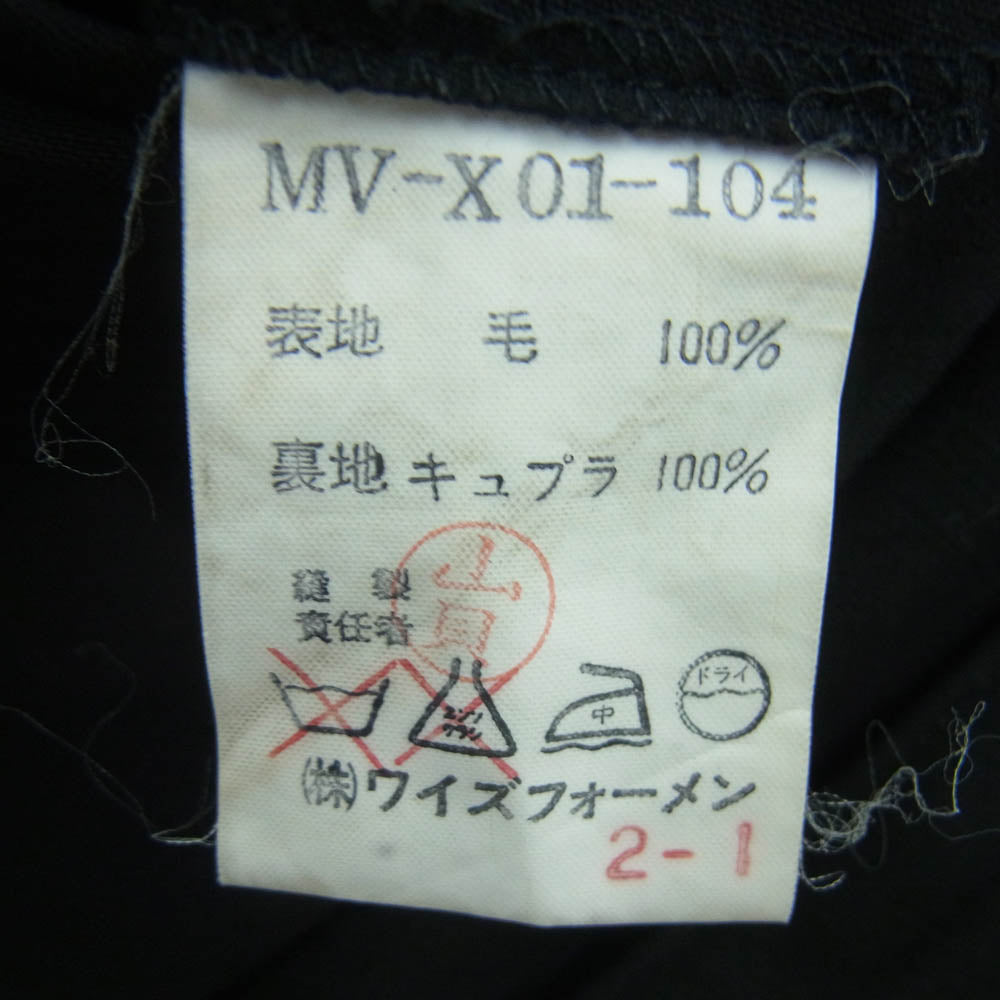 MV-X01-104
表地 毛 100%
裏地 キュプラ 100%
縫製
責任者
中 ドライ
㈱ワイズフォーメン
2-1